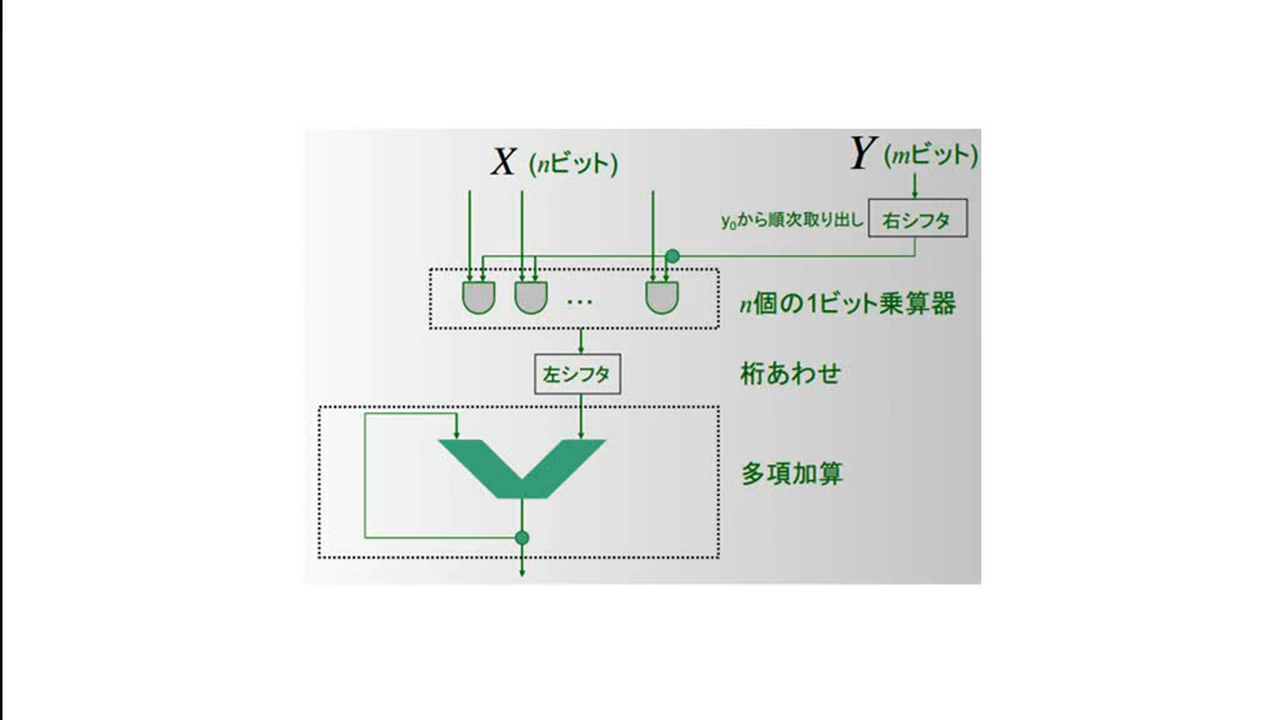 X (nビット)
Y (mビット)
y0から順次取り出し
右シフタ
…
n個の1ビット乗算器
左シフタ
桁あわせ
多項加算